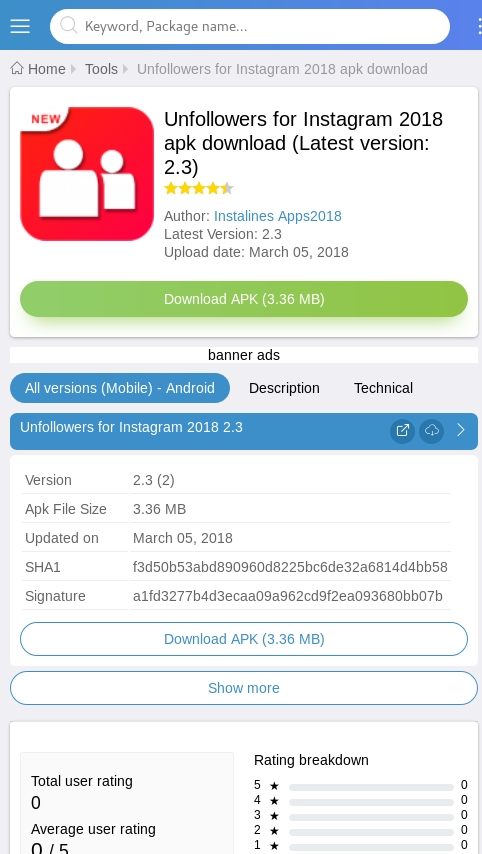 Keyword, Package name...
Home Tools Unfollowers for Instagram 2018 apk download
NEW
Unfollowers for Instagram 2018
apk download (Latest version:
2.3)
Author: Instalines Apps2018
Latest Version: 2.3
Upload date: March 05, 2018
Download APK (3.36 MB)
banner ads
All versions (Mobile) - Android Description Technical
Unfollowers for Instagram 2018 2.3
Version 2.3 (2)
Apk File Size 3.36 MB
Updated on March 05, 2018
SHA1 f3d50b53abd890960d8225bc6de32a6814d4bb58
Signature a1fd3277b4d3ecaa09a962cd9f2ea093680bb07b
Download APK (3.36 MB)
Show more
Total user rating
0
Average user rating
0 / 5
Rating breakdown
5 ★ 0
4 ★ 0
3 ★ 0
2 ★ 0
1 ★ 0